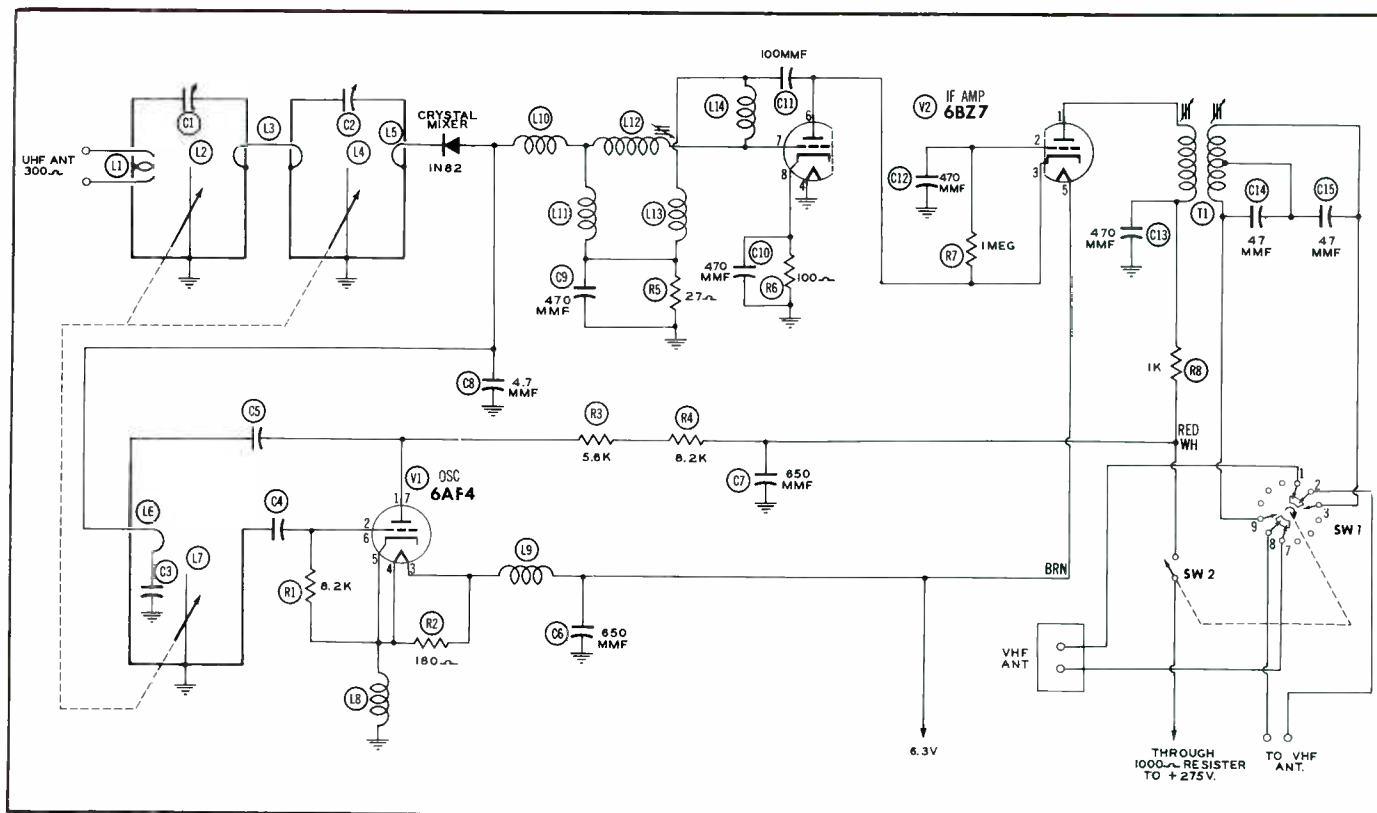 UHF ANT
300Ω
L1
C1
L2
L3
C2
L4
L5
CRYSTAL
MIXER
1N82
L10
L12
L11
L13
C9
470
MMF
R5
27Ω
L14
100MMF
C11
6
7
8
4
C10
470
MMF
R6
100Ω
V2
IF AMP
6BZ7
1
2
3
5
C12
470
MMF
R7
1MEG
C13
470
MMF
T1
C14
47
MMF
C15
47
MMF
1K
R8
RED
WH
C8
4.7
MMF
C5
R3
5.6K
R4
8.2K
C7
650
MMF
V1
OSC
6AF4
1
7
2
6
5
4
3
C4
L6
C3
L7
R1
8.2K
R2
180Ω
L8
L9
C6
650
MMF
BRN
6.3V
1
2
3
9
8
7
SW 1
SW 2
VHF
ANT
THROUGH
1000Ω RESISTER
TO +275V.
TO VHF
ANT.